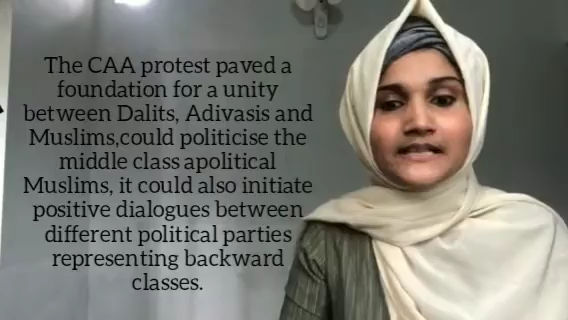 The CAA protest paved a
foundation for a unity
between Dalits, Adivasis and
Muslims,could politicise the
middle class apolitical
Muslims, it could also initiate
positive dialogues between
different political parties
representing backward
classes.